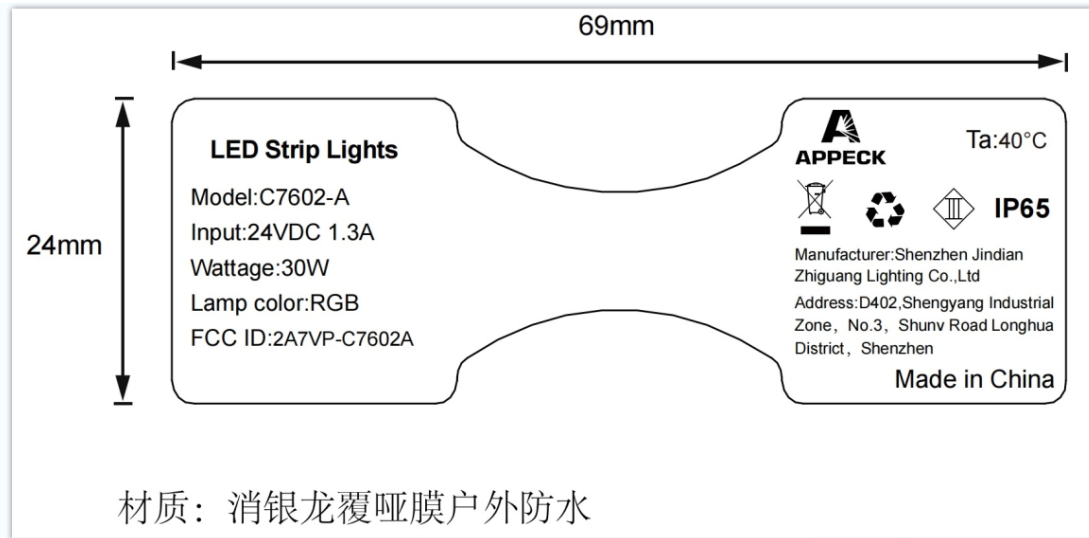 69mm
24mm
LED Strip Lights
Model:C7602-A
Input:24VDC 1.3A
Wattage:30W
Lamp color:RGB
FCC ID:2A7VP-C7602A
APPECK
Ta:40°C
III
IP65
Manufacturer:Shenzhen Jindian
Zhiguang Lighting Co.,Ltd
Address:D402,Shengyang Industrial
Zone，No.3，Shunv Road Longhua
District，Shenzhen
Made in China
材质：消银龙覆哑膜户外防水